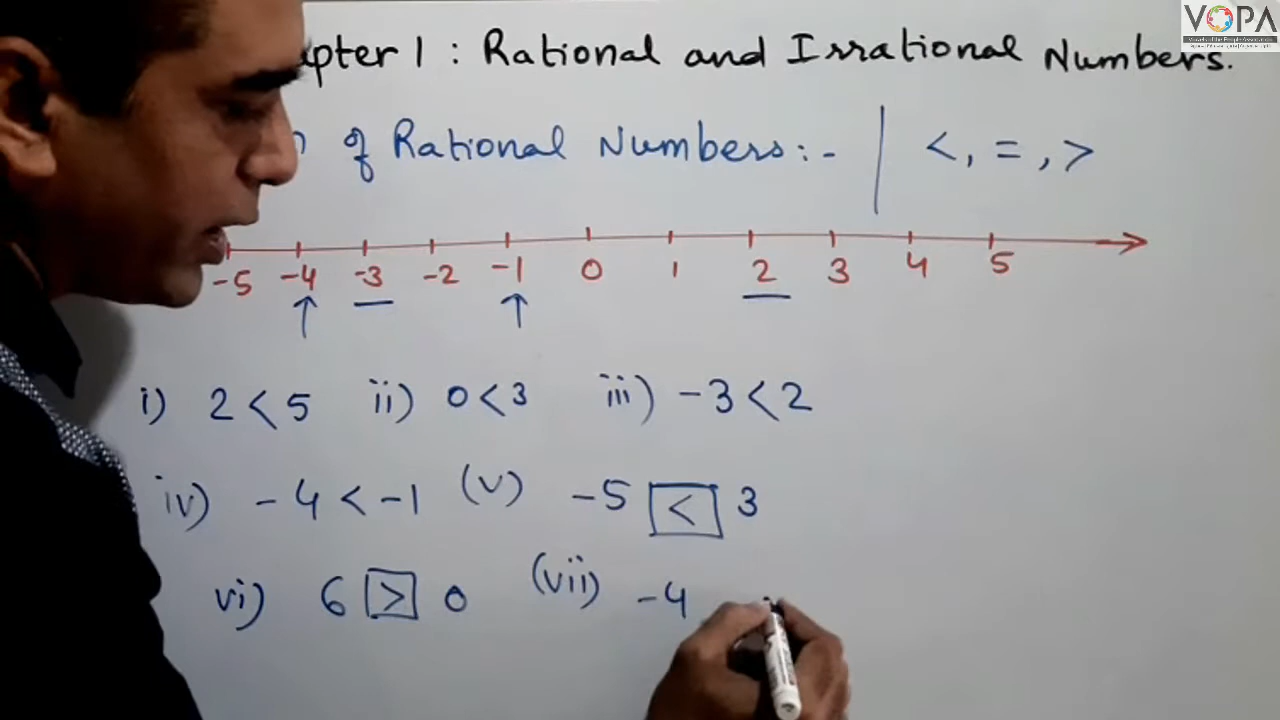 VOPA
pter 1 : Rational and Irrational Numbers.
of Rational Numbers:- | <, =, >
-5 -4 -3 -2 -1 0 1 2 3 4 5
↑ ↑
i) 2 < 5 ii) 0 < 3 iii) -3 < 2
iv) -4 < -1 (v) -5 < 3
vi) 6 > 0 (vii) -4